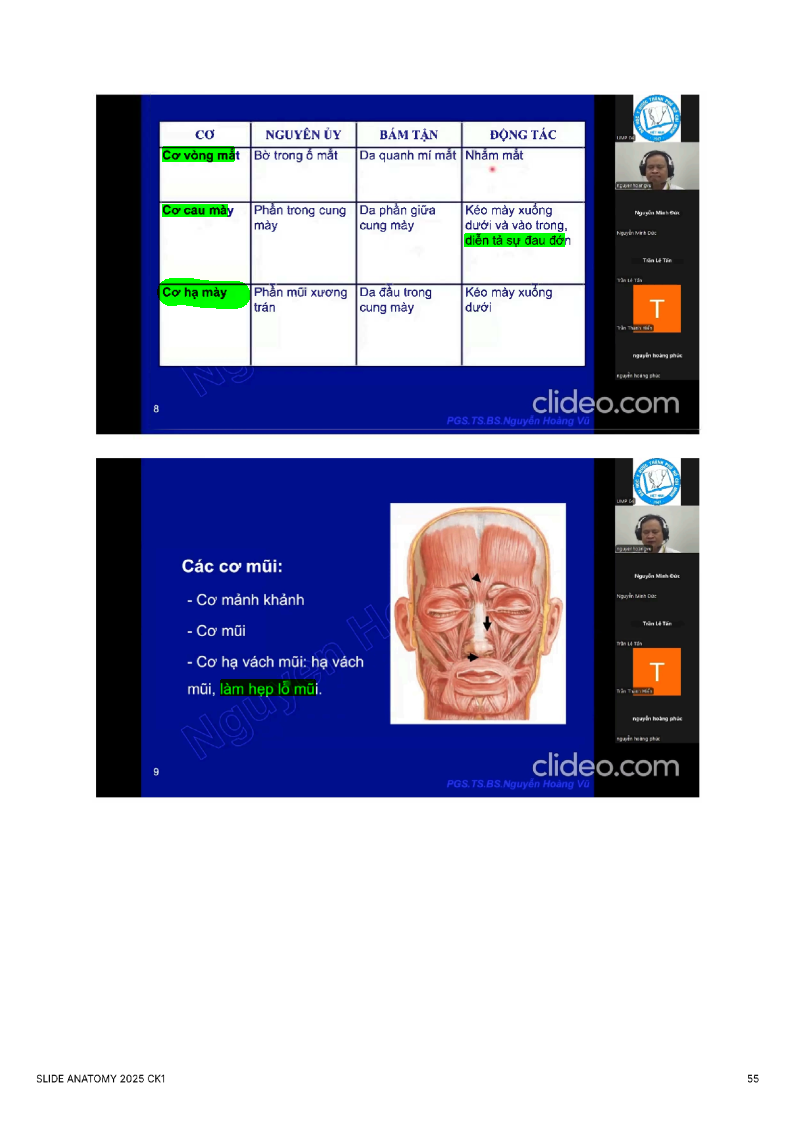 CƠ NGUYÊN ỦY BÁM TẬN ĐỘNG TÁC
Cơ vòng mắt Bờ trong ổ mắt Da quanh mí mắt Nhắm mắt
Cơ cau mày Phần trong cung Da phần giữa Kéo mày xuống
mày cung mày dưới và vào trong,
diễn tả sự đau đớn
Cơ hạ mày Phần mũi xương Da đầu trong Kéo mày xuống
trán cung mày dưới
8
clideo.com
PGS.TS.BS.Nguyễn Hoàng Vũ
Nguyễn Minh Đức
Nguyễn Minh Đức
Trần Lê Tấn
Trần Lê Tấn
T
nguyễn hoàng phúc
nguyễn hoàng phúc
Các cơ mũi:
- Cơ mảnh khảnh
- Cơ mũi
- Cơ hạ vách mũi: hạ vách
mũi, làm hẹp lỗ mũi.
9
clideo.com
PGS.TS.BS.Nguyễn Hoàng Vũ
Nguyễn Minh Đức
Nguyễn Minh Đức
Trần Lê Tấn
Trần Lê Tấn
T
nguyễn hoàng phúc
nguyễn hoàng phúc
SLIDE ANATOMY 2025 CK1
55